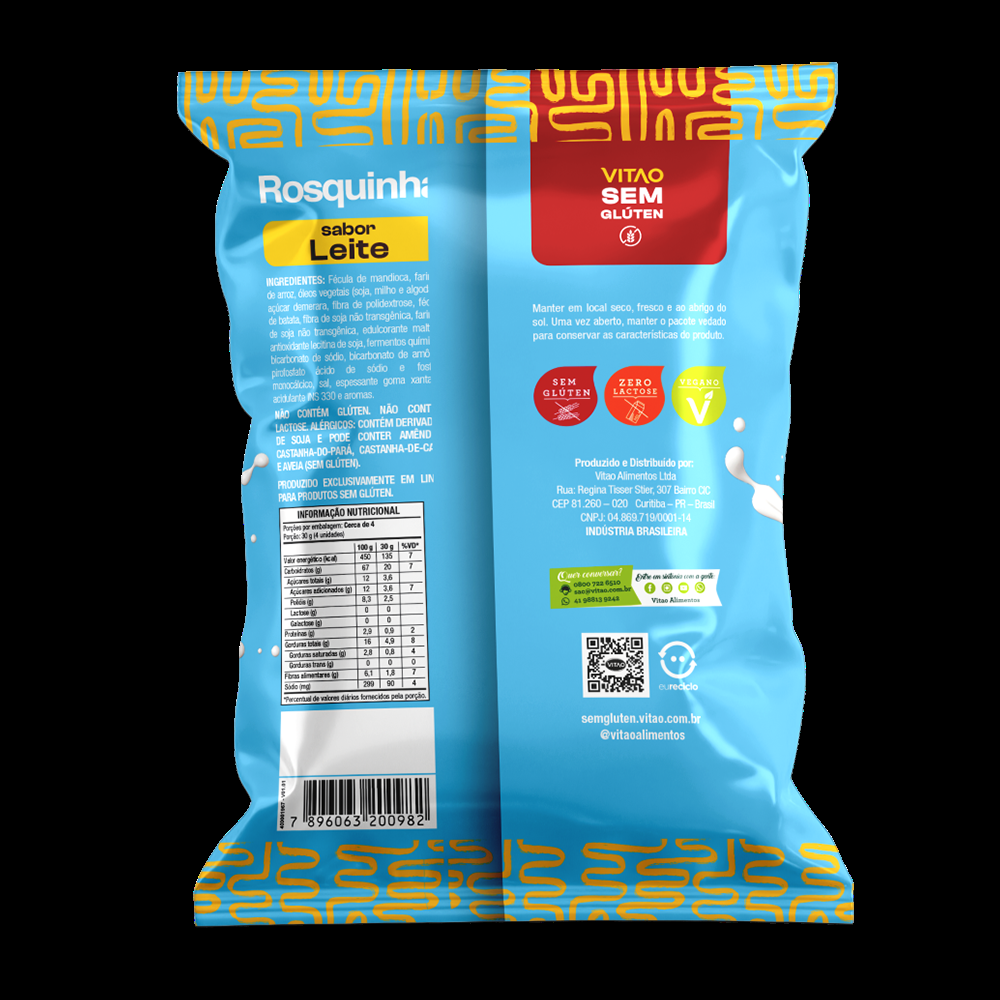 Rosquinha
sabor
Leite
INGREDIENTES: Fécula de mandioca, fari
de arroz, óleos vegetais (soja, milho e algod
açúcar demerara, fibra de polidextrose, féc
de batata, fibra de soja não transgênica, fari
de soja não transgênica, edulcorante malt
antioxidante lecitina de soja, fermentos quími
bicarbonato de sódio, bicarbonato de amô
pirofosfato ácido de sódio e fosf
monocálcico, sal, espessante goma xanta
acidulante INS 330 e aromas.
NÃO CONTÉM GLÚTEN. NÃO CONT
LACTOSE. ALÉRGICOS: CONTÉM DERIVAD
DE SOJA E PODE CONTER AMÊND
CASTANHA-DO-PARÁ, CASTANHA-DE-CA
E AVEIA (SEM GLÚTEN).
PRODUZIDO EXCLUSIVAMENTE EM LIN
PARA PRODUTOS SEM GLÚTEN.
INFORMAÇÃO NUTRICIONAL
Porções por embalagem: Cerca de 4
Porção: 30 g (4 unidades)
100 g 30 g %VD*
Valor energético (kcal) 450 135 7
Carboidratos (g) 67 20 7
Açúcares totais (g) 12 3,6
Açúcares adicionados (g) 12 3,6 7
Polióis (g) 8,3 2,5
Lactose (g) 0 0
Galactose (g) 0 0
Proteínas (g) 2,9 0,9 2
Gorduras totais (g) 16 4,9 8
Gorduras saturadas (g) 2,8 0,8 4
Gorduras trans (g) 0 0 0
Fibras alimentares (g) 6,1 1,8 7
Sódio (mg) 299 90 4
*Percentual de valores diários fornecidos pela porção.
7 896063 200982
VITAO
SEM
GLÚTEN
Manter em local seco, fresco e ao abrigo do
sol. Uma vez aberto, manter o pacote vedado
para conservar as características do produto.
SEM
GLÚTEN
ZERO
LACTOSE
VEGANO
V
Produzido e Distribuído por:
Vitao Alimentos Ltda
Rua: Regina Tisser Stier, 307 Bairro CIC
CEP 81.260 – 020 Curitiba – PR – Brasil
CNPJ: 04.869.719/0001-14
INDÚSTRIA BRASILEIRA
Quer conversar?
0800 722 6510
sac@vitao.com.br
41 98813 9242
Entre em sintonia com a gente
Vitao Alimentos
VITAO
eureciclo
semgluten.vitao.com.br
@vitaoalimentos